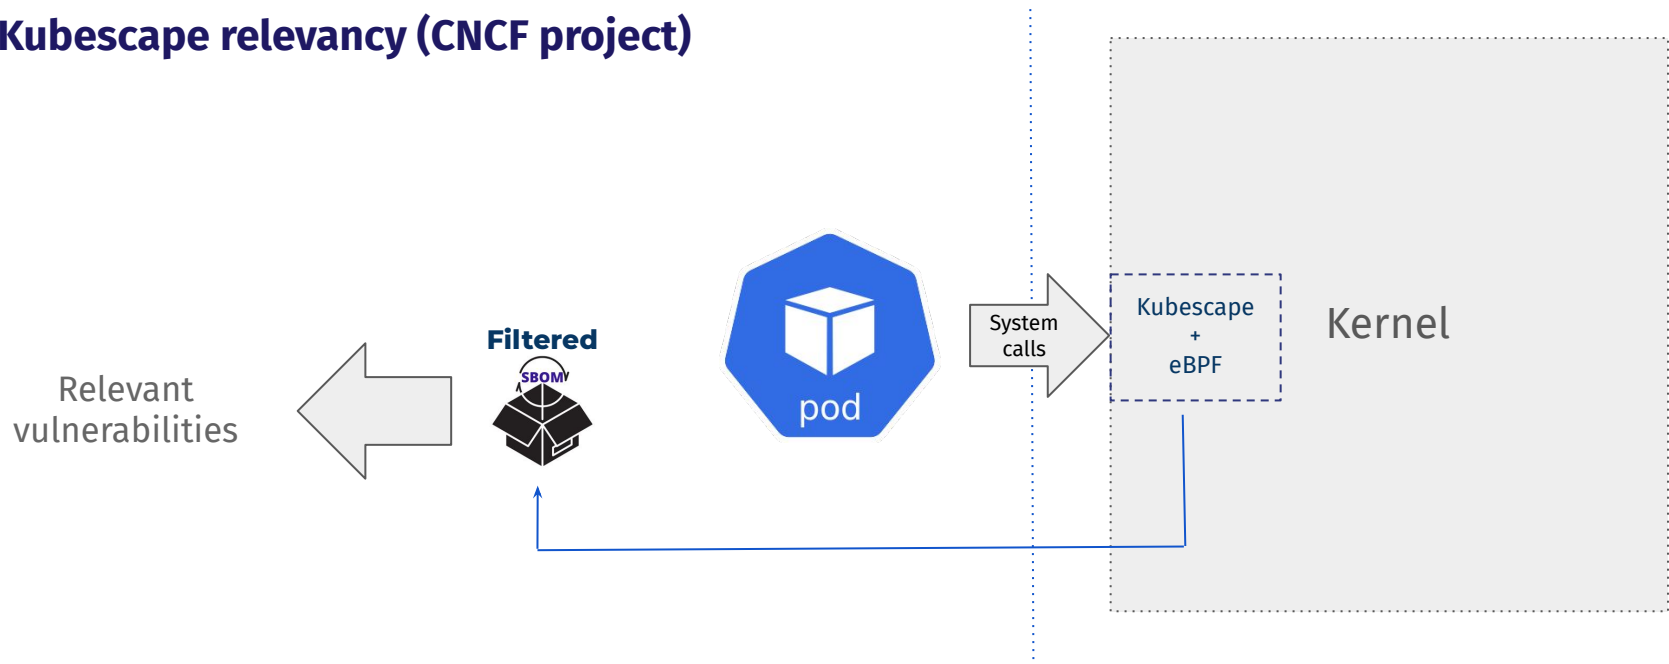 Kubescape relevancy (CNCF project)
Relevant
vulnerabilities
Filtered
SBOM
pod
System
calls
Kubescape
+
eBPF
Kernel